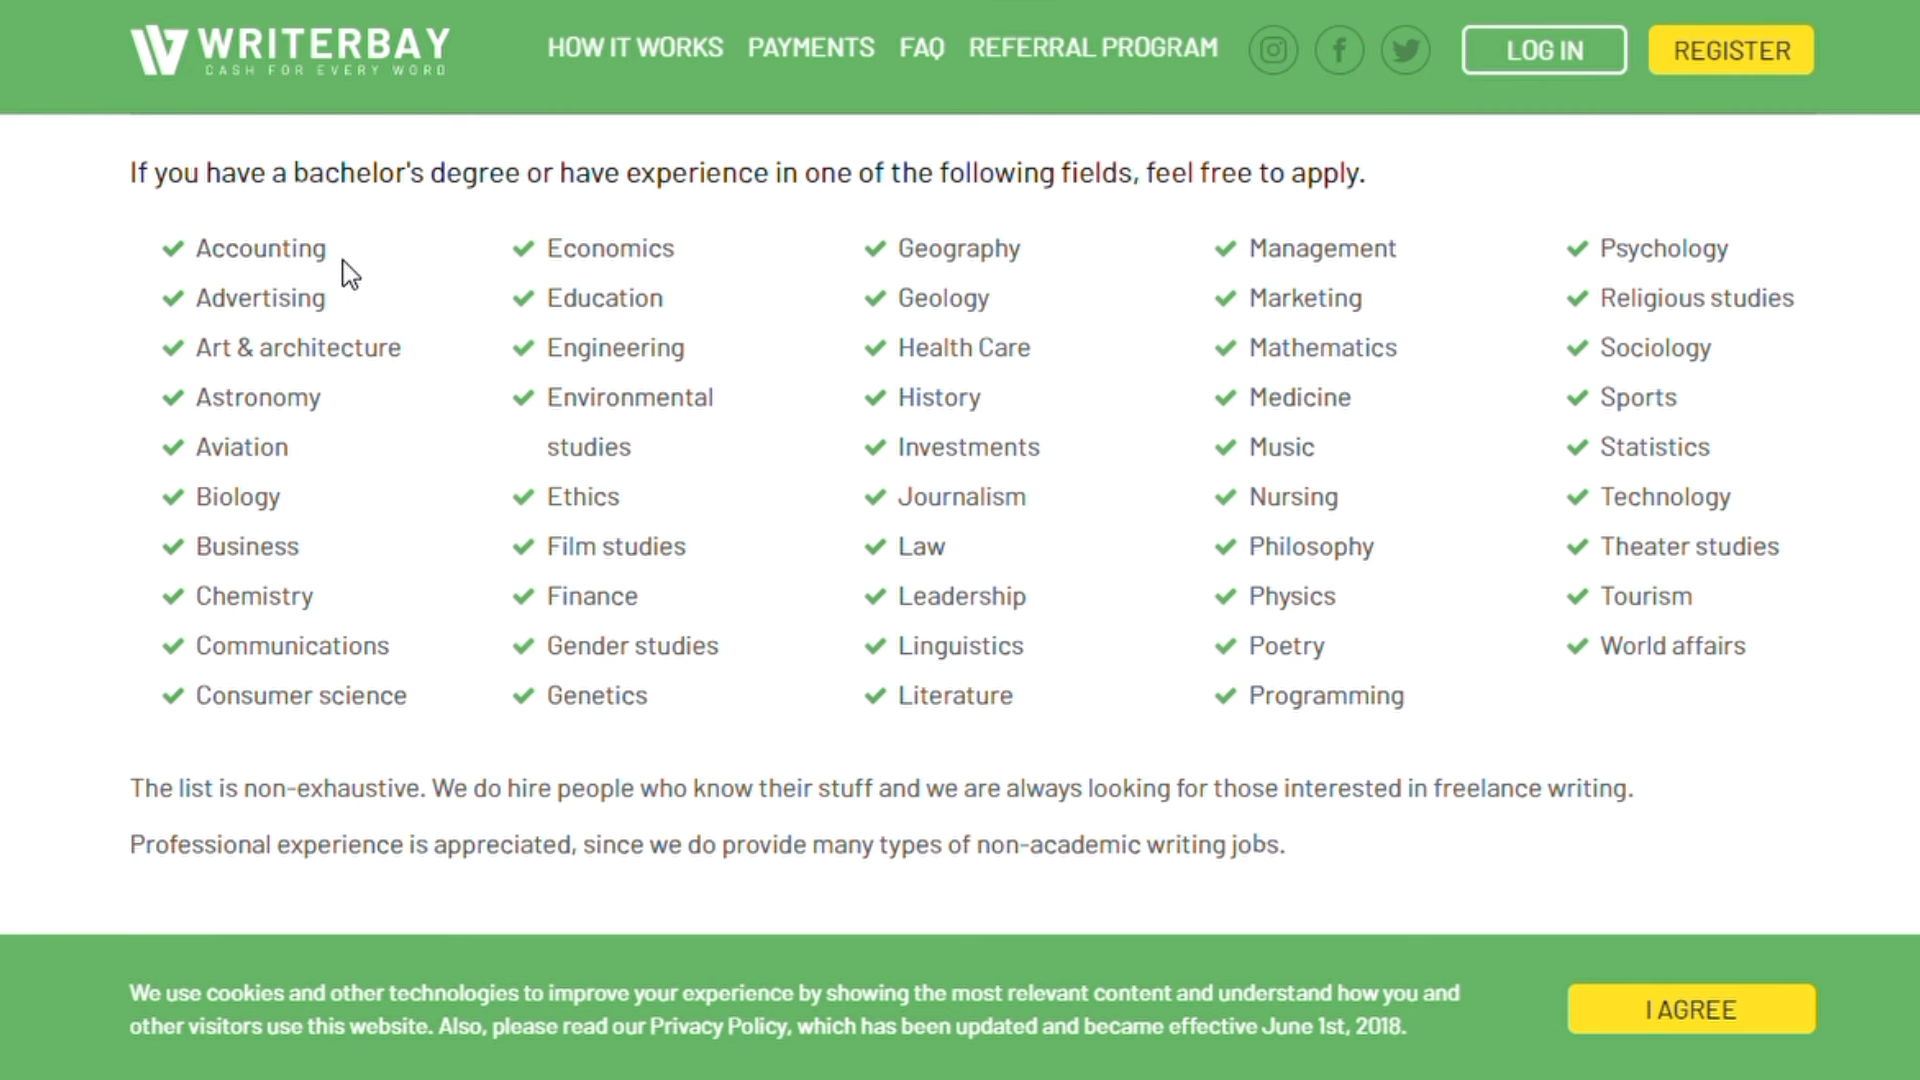 WRITERBAY
CASH FOR EVERY WORD
HOW IT WORKS PAYMENTS FAQ REFERRAL PROGRAM
LOG IN
REGISTER
If you have a bachelor's degree or have experience in one of the following fields, feel free to apply.
Accounting
Advertising
Art & architecture
Astronomy
Aviation
Biology
Business
Chemistry
Communications
Consumer science
Economics
Education
Engineering
Environmental
studies
Ethics
Film studies
Finance
Gender studies
Genetics
Geography
Geology
Health Care
History
Investments
Journalism
Law
Leadership
Linguistics
Literature
Management
Marketing
Mathematics
Medicine
Music
Nursing
Philosophy
Physics
Poetry
Programming
Psychology
Religious studies
Sociology
Sports
Statistics
Technology
Theater studies
Tourism
World affairs
The list is non-exhaustive. We do hire people who know their stuff and we are always looking for those interested in freelance writing.
Professional experience is appreciated, since we do provide many types of non-academic writing jobs.
We use cookies and other technologies to improve your experience by showing the most relevant content and understand how you and
other visitors use this website. Also, please read our Privacy Policy, which has been updated and became effective June 1st, 2018.
I AGREE